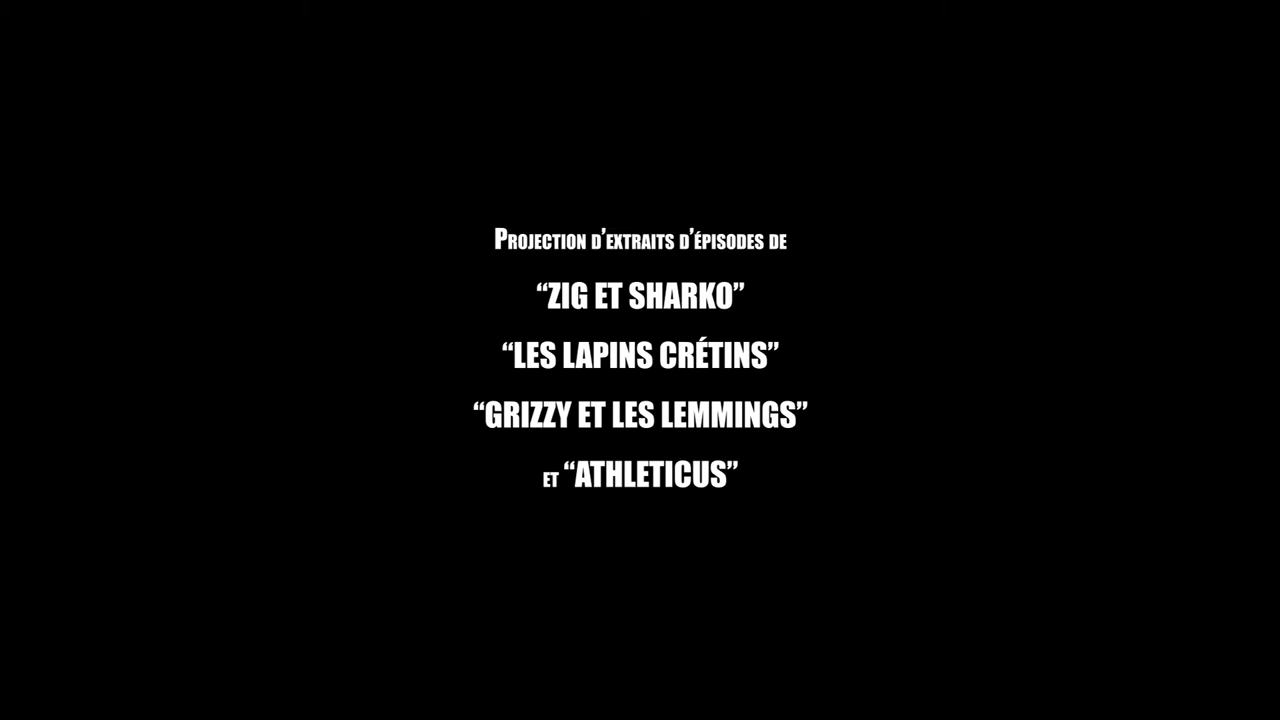 Projection d’extraits d’épisodes de
“ZIG ET SHARKO”
“LES LAPINS CRÉTINS”
“GRIZZY ET LES LEMMINGS”
et “ATHLETICUS”